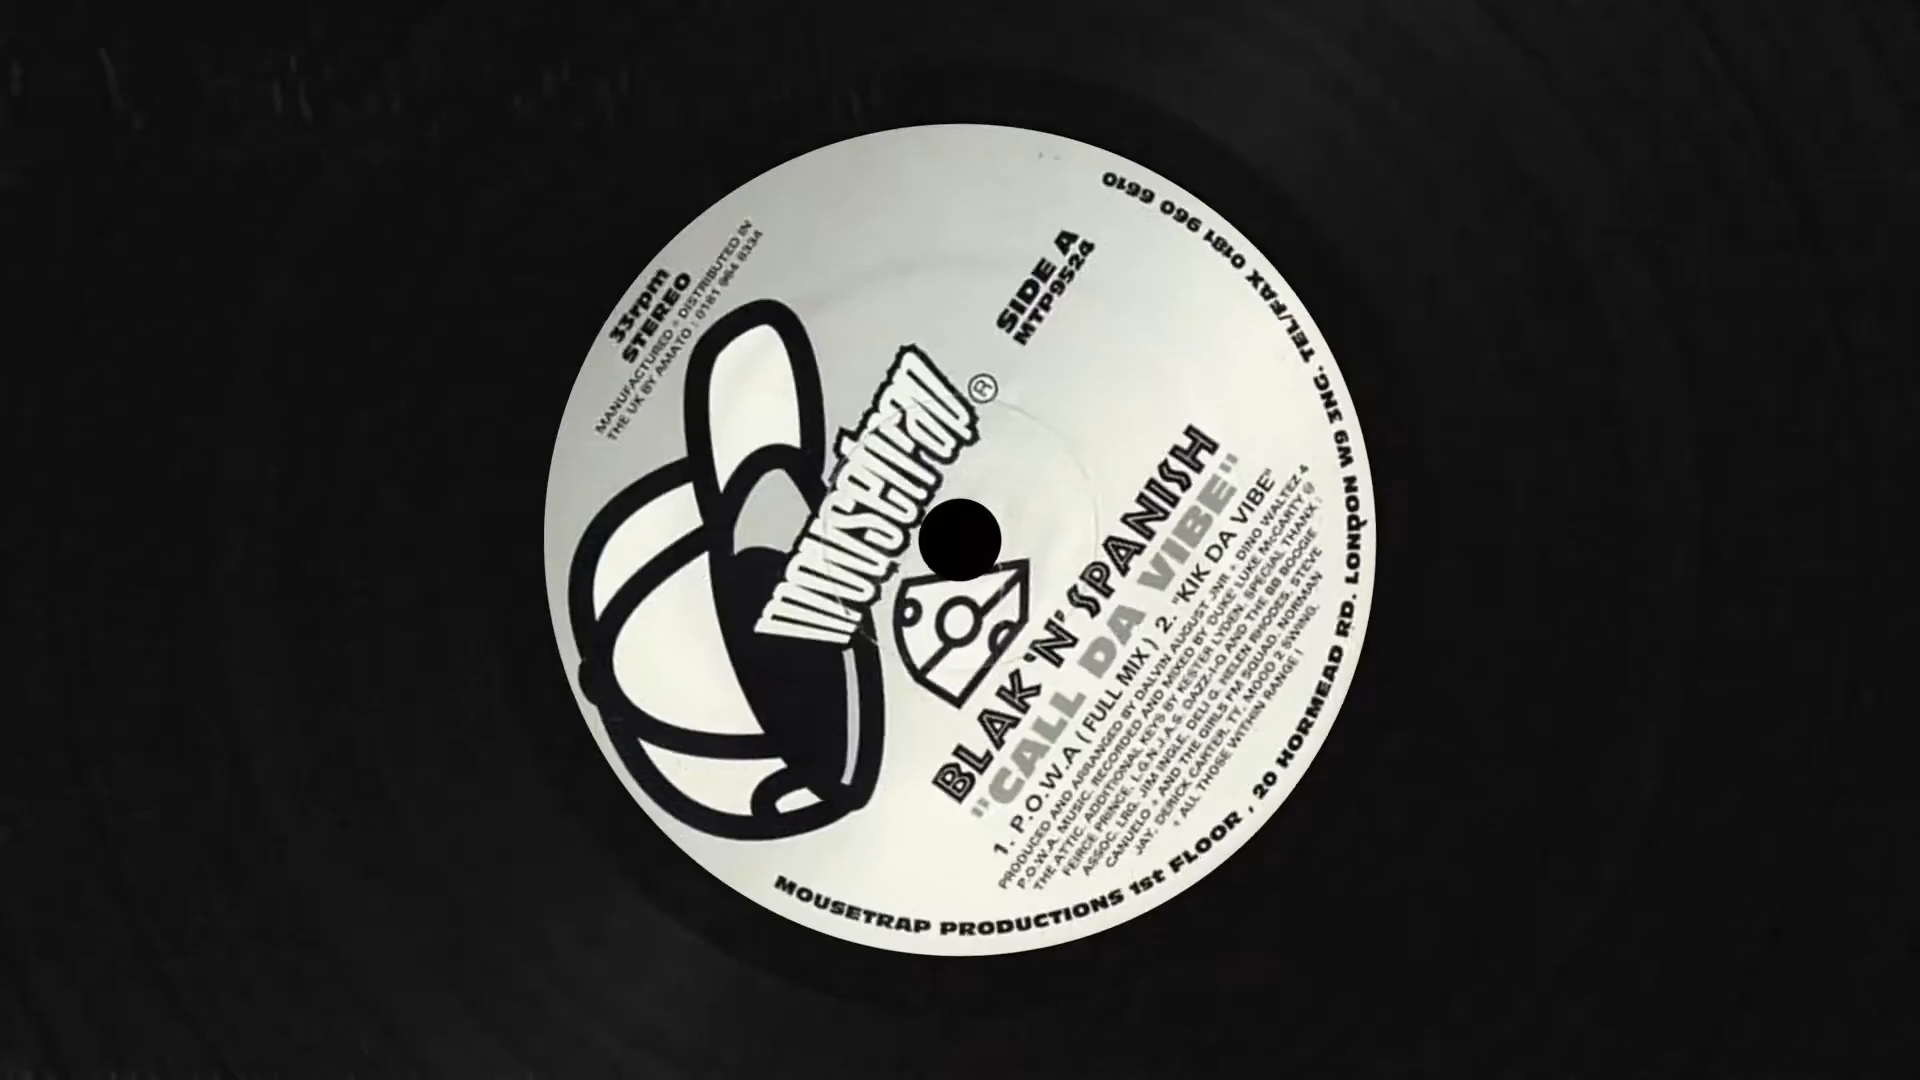 33rpm
STEREO
MANUFACTURED + DISTRIBUTED IN
THE UK BY AMATO : 0181 964 8334
mousetrap ®
SIDE A
MTP9524
BLAK 'N' SPANISH
"CALL DA VIBE"
1. P.O.W.A ( FULL MIX ) 2. "KIK DA VIBE"
PRODUCED AND ARRANGED BY DALVIN AUGUST JNR + DINO WALTEZ 4
P.O.W.A. MUSIC. RECORDED AND MIXED BY DUKE LUKE McCARTY @
THE ATTIC. ADDITIONAL KEYS BY KESTER LYDEN. SPECIAL THANX :
FEIRCE PRINCE, L.G.N.J.A.S. DAZZ-I-Q AND THE BB BOOGIE
ASSOC. LRG. JIM INGLE, DELI G, HELEN RHODES, STEVE
CANUELO + AND THE GIRLS FM SQUAD. NORMAN
JAY, DERICK CARTER, TT, MOOD 2 SWING,
+ ALL THOSE WITHIN RANGE !
MOUSETRAP PRODUCTIONS 1st FLOOR , 20 HORMEAD RD. LONDON W9 3NG. TEL/FAX 0181 960 6610